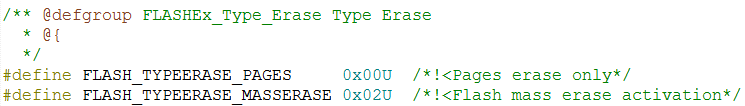 /** @defgroup FLASHEx_Type_Erase Type Erase
  * @{
  */
#define FLASH_TYPEERASE_PAGES     0x00U  /*!<Pages erase only*/
#define FLASH_TYPEERASE_MASSERASE 0x02U  /*!<Flash mass erase activation*/